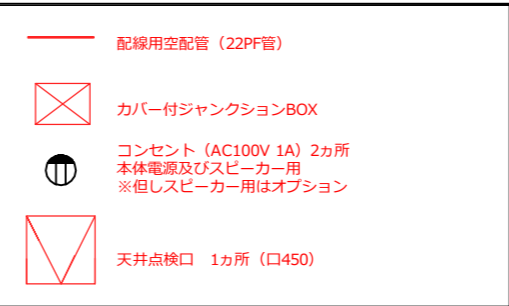 配線用空配管（22PF管）
カバー付ジャンクションBOX
コンセント（AC100V 1A）2ヵ所
本体電源及びスピーカー用
※但しスピーカー用はオプション
天井点検口　1ヵ所（口450）